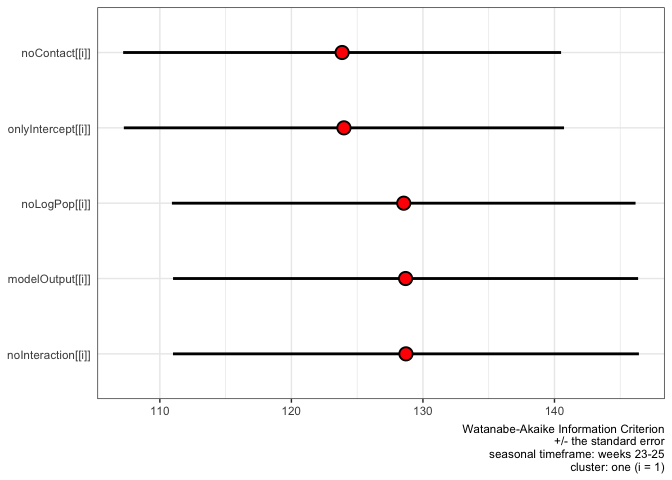 noContact[[i]]
onlyIntercept[[i]]
noLogPop[[i]]
modelOutput[[i]]
noInteraction[[i]]
110 120 130 140
Watanabe-Akaike Information Criterion
+/- the standard error
seasonal timeframe: weeks 23-25
cluster: one (i = 1)